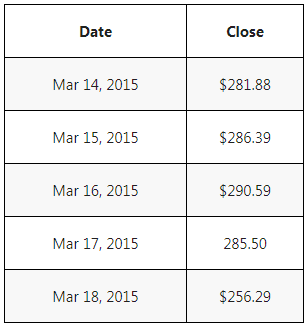 Date Close
Mar 14, 2015 $281.88
Mar 15, 2015 $286.39
Mar 16, 2015 $290.59
Mar 17, 2015 285.50
Mar 18, 2015 $256.29